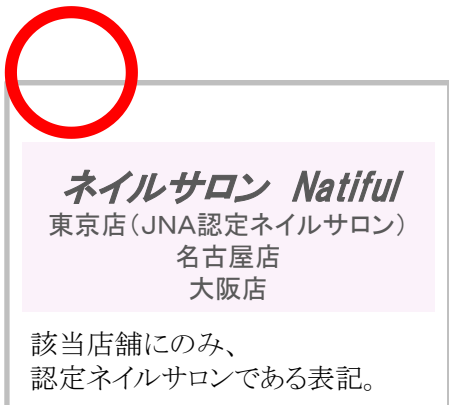 ネイルサロン　Natiful
東京店（JNA認定ネイルサロン）
名古屋店
大阪店
該当店舗にのみ、
認定ネイルサロンである表記。